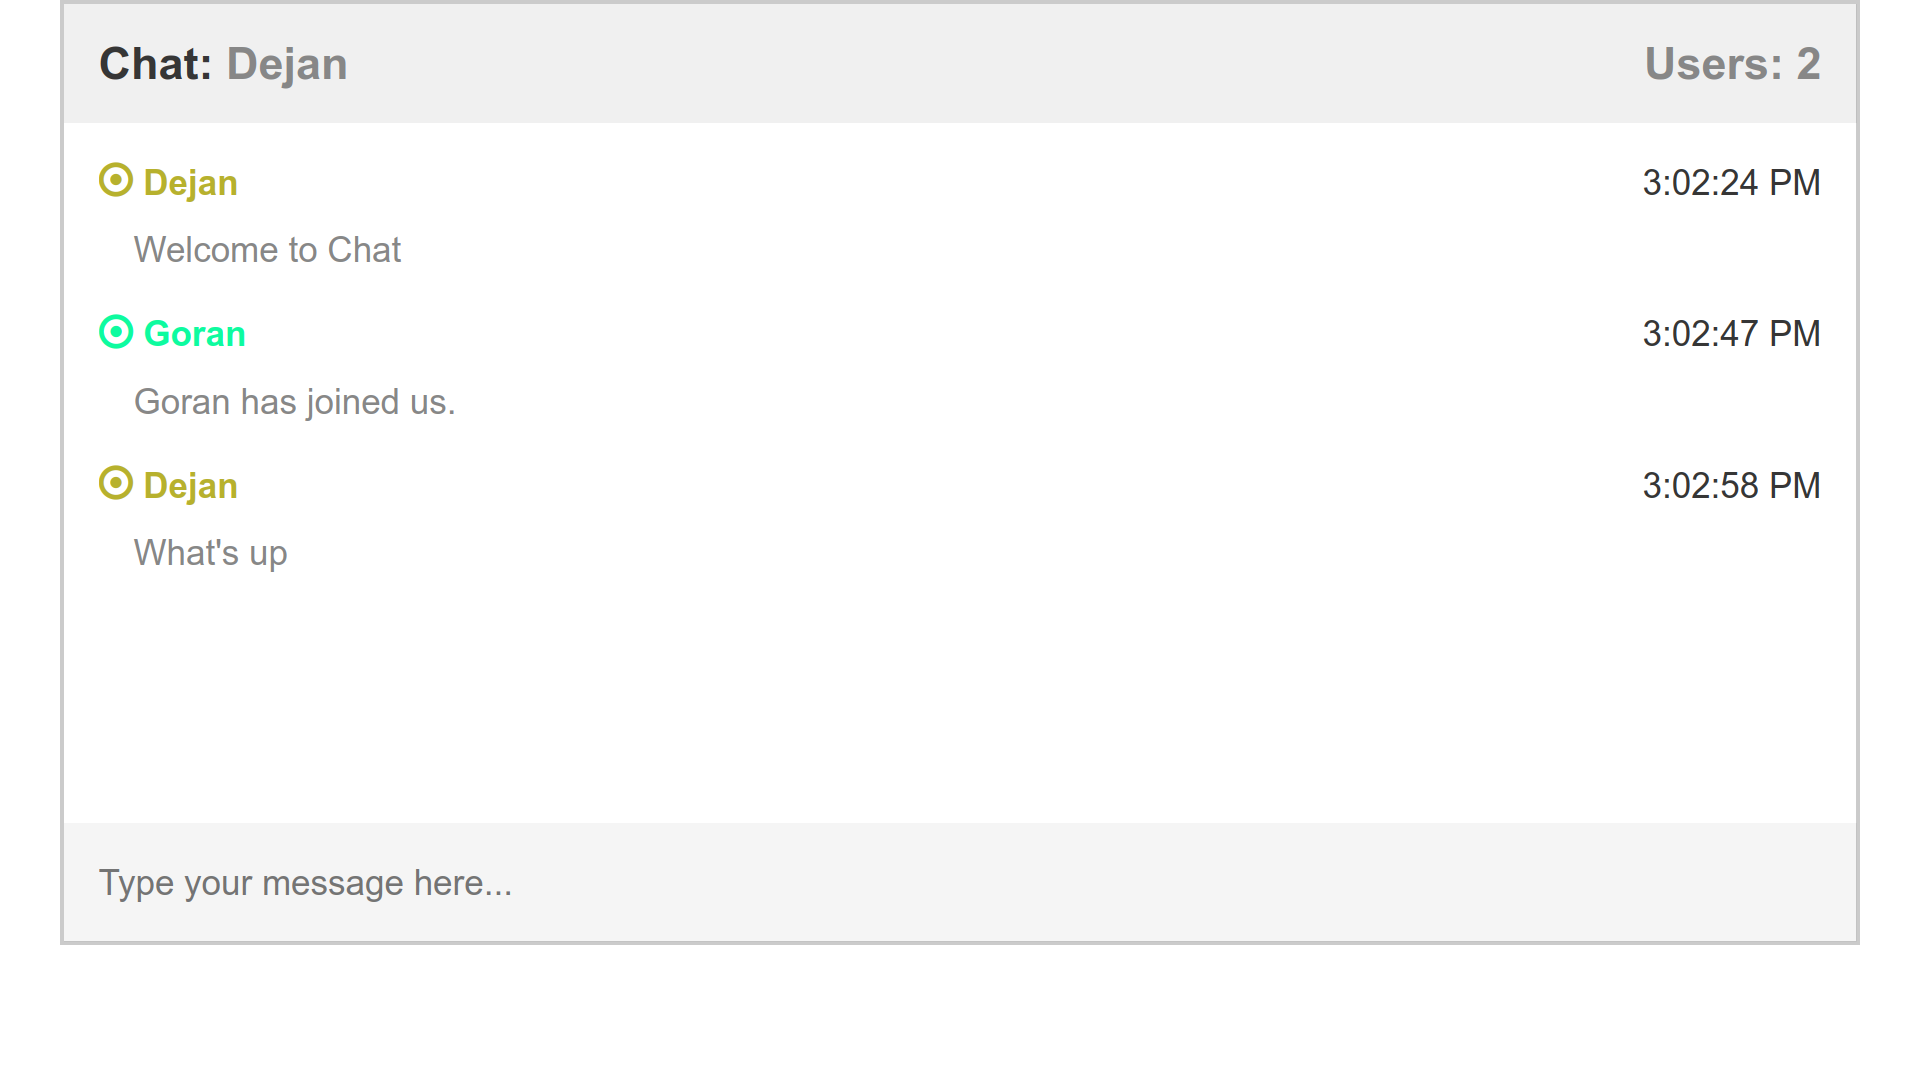 Chat: Dejan Users: 2
Dejan 3:02:24 PM
Welcome to Chat
Goran 3:02:47 PM
Goran has joined us.
Dejan 3:02:58 PM
What's up
Type your message here...